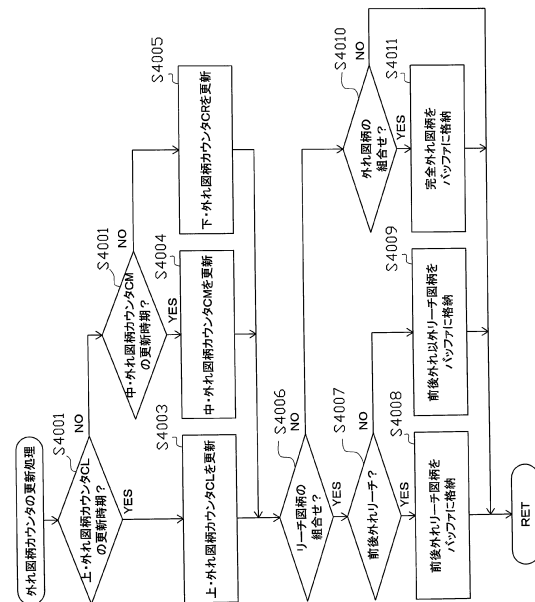 外れ図柄カウンタの更新処理
S4001
上・外れ図柄カウンタCL
の更新時期？
NO
YES
S4001
中・外れ図柄カウンタCM
の更新時期？
NO
YES
S4003
上・外れ図柄カウンタCLを更新
S4004
中・外れ図柄カウンタCMを更新
S4005
下・外れ図柄カウンタCRを更新
S4006
リーチ図柄の
組合せ？
NO
YES
S4007
前後外れリーチ？
NO
YES
S4010
外れ図柄の
組合せ？
NO
YES
S4008
前後外れリーチ図柄を
バッファに格納
S4009
前後外れ以外リーチ図柄を
バッファに格納
S4011
完全外れ図柄を
バッファに格納
RET